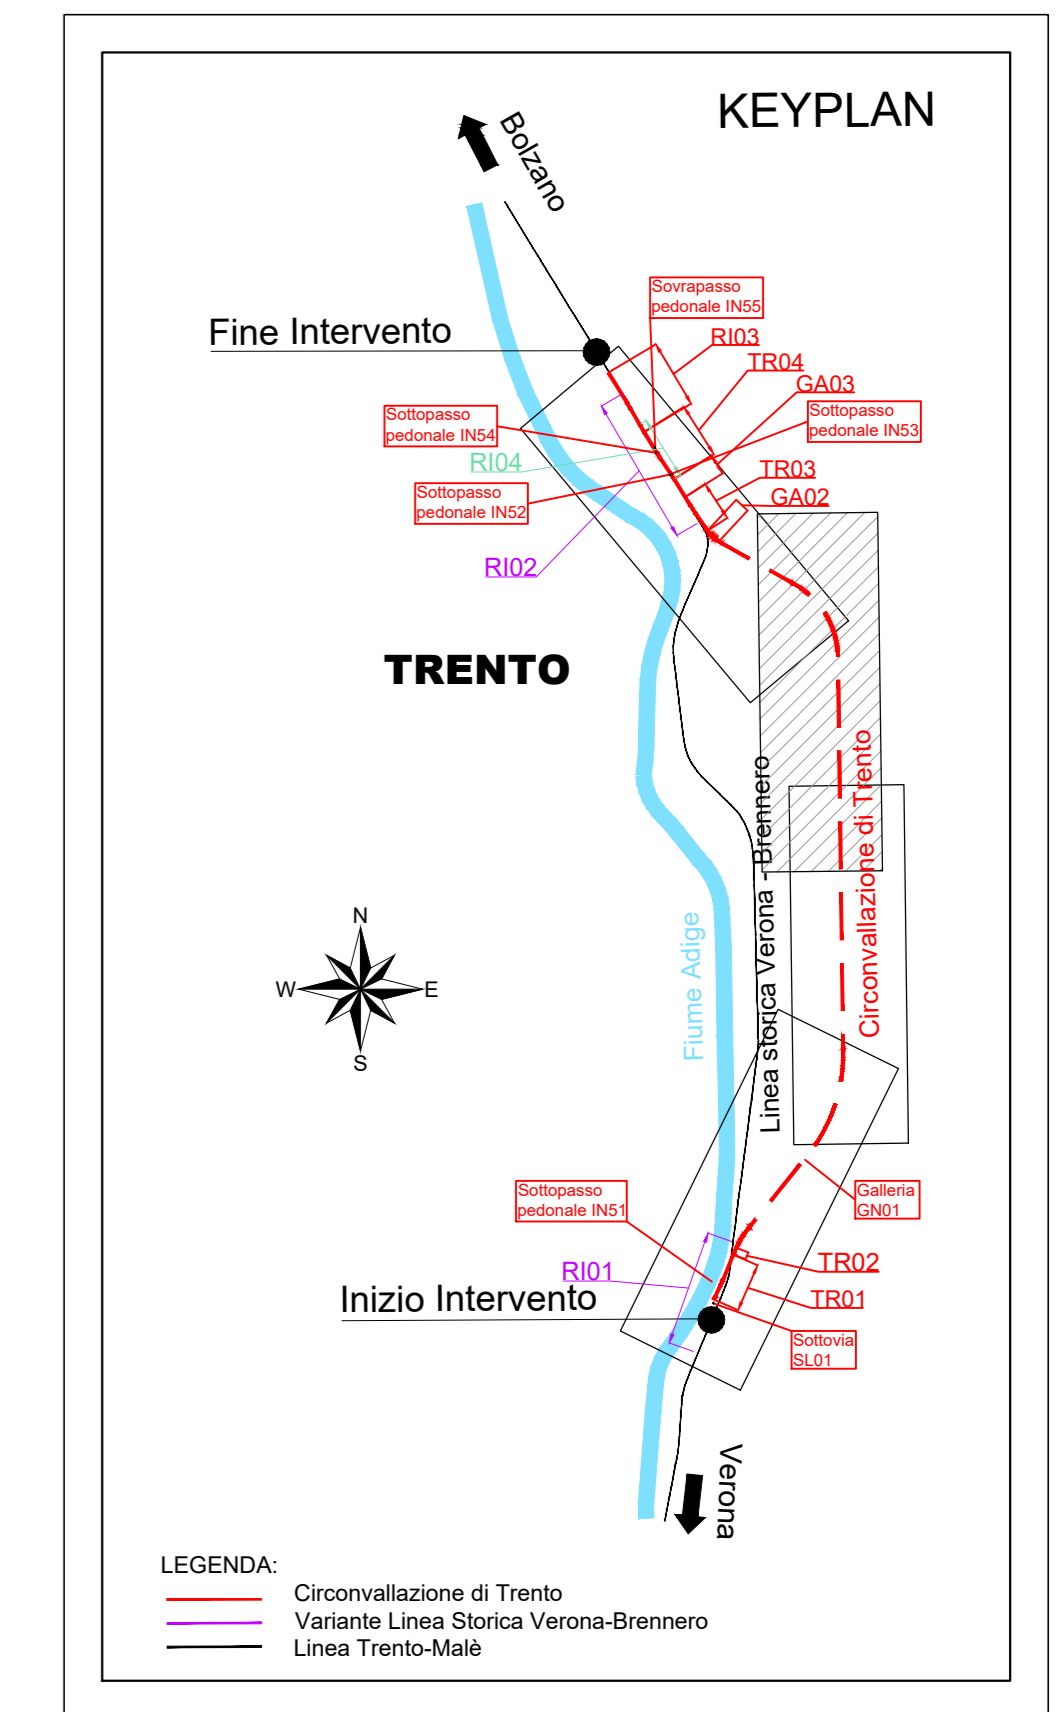 KEYPLAN
Bolzano
Sovrapasso
pedonale IN55
Fine Intervento
RI03
TR04
GA03
Sottopasso
pedonale IN54
Sottopasso
pedonale IN53
RI04
TR03
Sottopasso
pedonale IN52
GA02
RI02
TRENTO
Circonvallazione di Trento
Linea storica Verona - Brennero
Fiume Adige
N
W
E
S
Sottopasso
pedonale IN51
Galleria
GN01
RI01
TR02
Inizio Intervento
TR01
Sottovia
SL01
Verona
LEGENDA:
Circonvallazione di Trento
Variante Linea Storica Verona-Brennero
Linea Trento-Malè